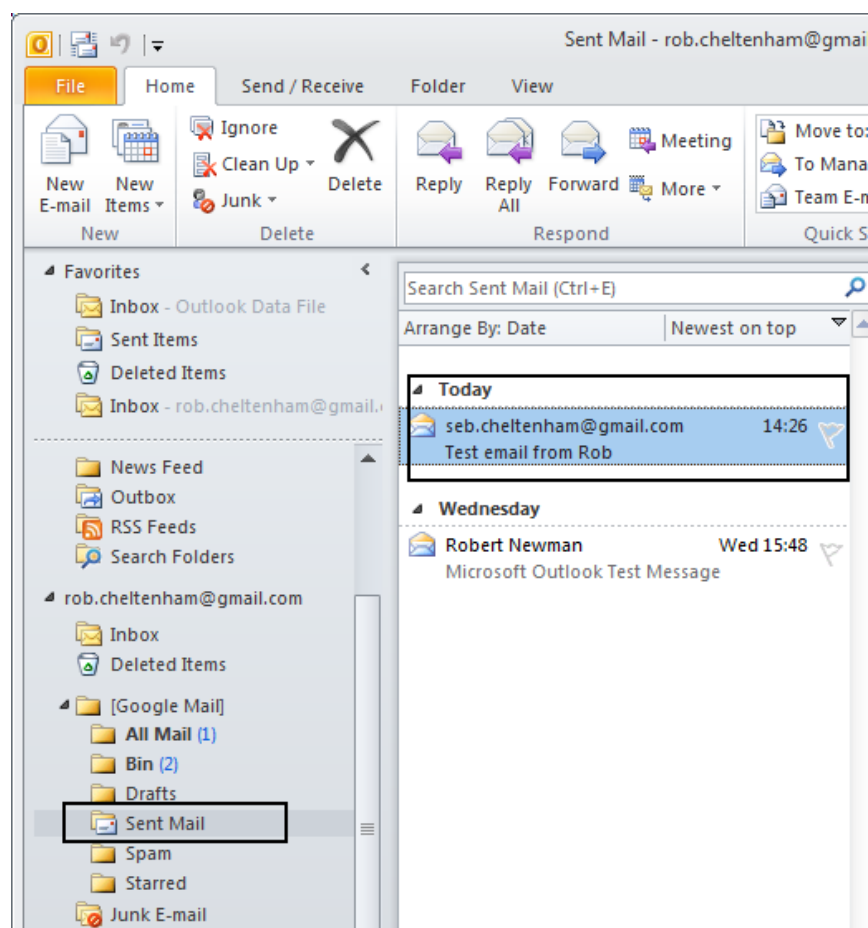 Sent Mail - rob.cheltenham@gmai
File Home Send / Receive Folder View
Ignore
Clean Up
Junk
New E-mail
New Items
Delete
Reply
Reply All
Forward
Meeting
More
Move to:
To Mana
Team E-m
New Delete Respond Quick S
Favorites
Inbox - Outlook Data File
Sent Items
Deleted Items
Inbox - rob.cheltenham@gmail.
News Feed
Outbox
RSS Feeds
Search Folders
rob.cheltenham@gmail.com
Inbox
Deleted Items
[Google Mail]
All Mail (1)
Bin (2)
Drafts
Sent Mail
Spam
Starred
Junk E-mail
Search Sent Mail (Ctrl+E)
Arrange By: Date Newest on top
Today
seb.cheltenham@gmail.com 14:26
Test email from Rob
Wednesday
Robert Newman Wed 15:48
Microsoft Outlook Test Message